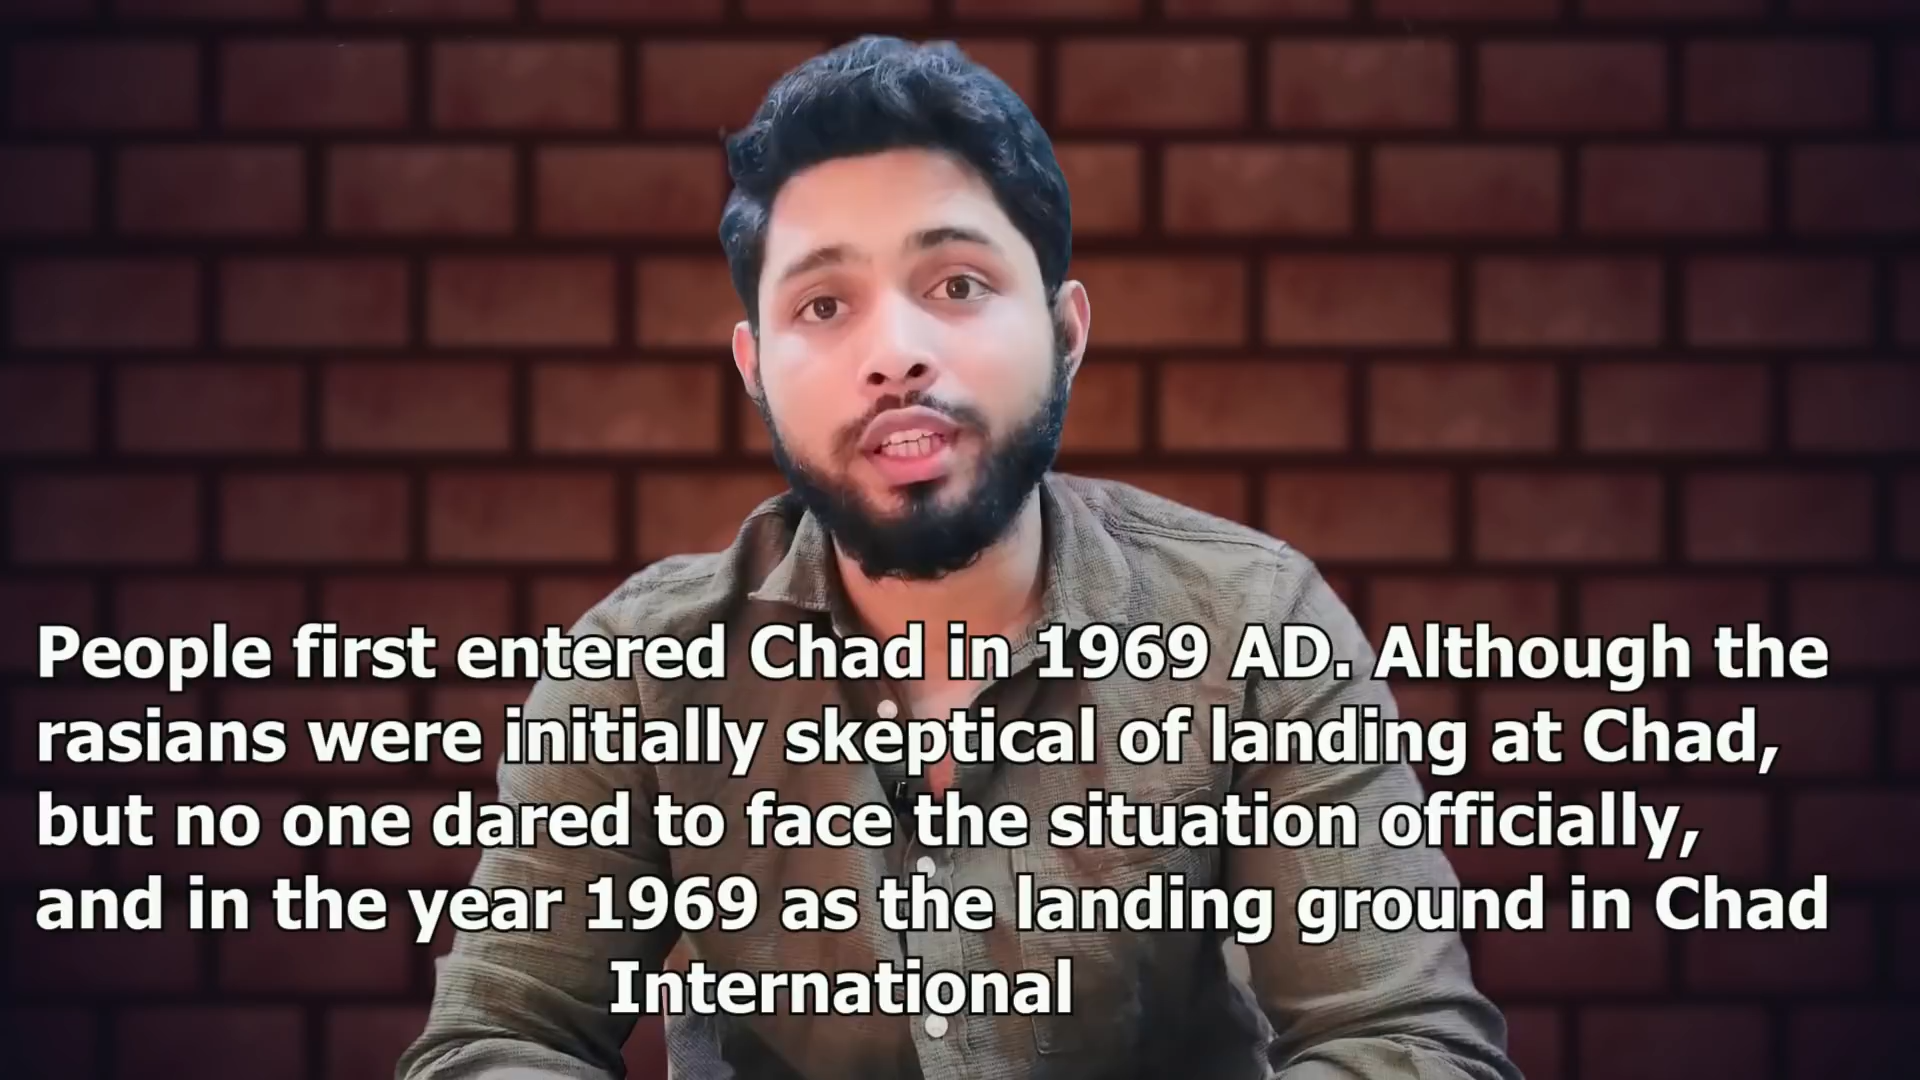 People first entered Chad in 1969 AD. Although the
rasians were initially skeptical of landing at Chad,
but no one dared to face the situation officially,
and in the year 1969 as the landing ground in Chad
International